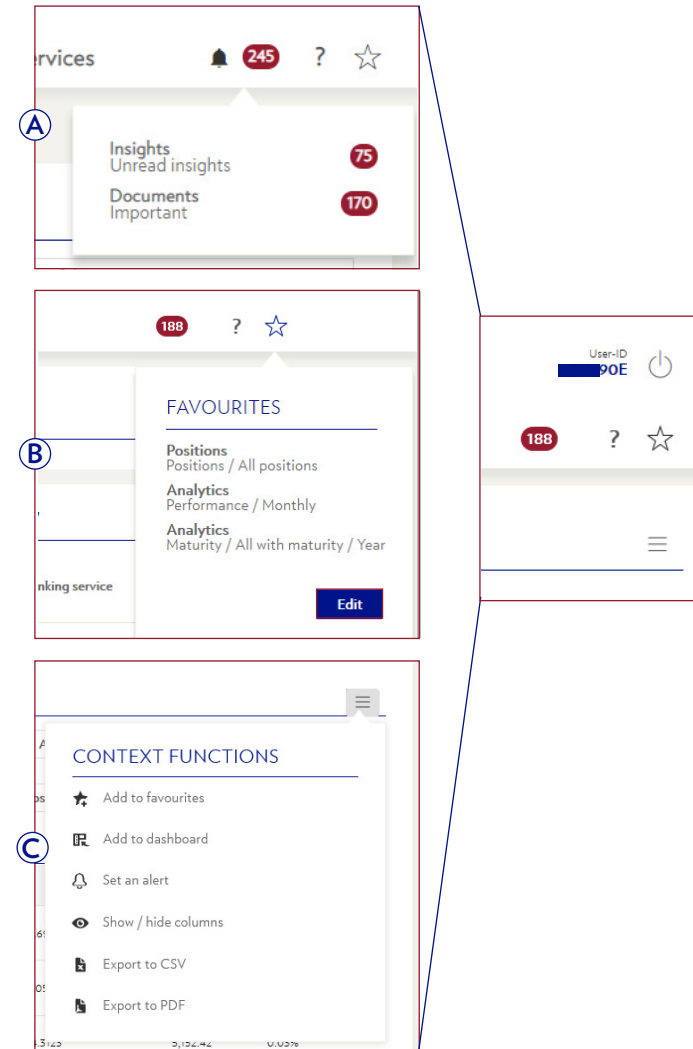 ervices
245
?
A
Insights
Unread insights
75
Documents
Important
170
188
?
FAVOURITES
B
Positions
Positions / All positions
Analytics
Performance / Monthly
Analytics
Maturity / All with maturity / Year
nking service
Edit
User-ID
90E
188
?
A
CONTEXT FUNCTIONS
os
Add to favourites
C
Add to dashboard
Set an alert
Show / hide columns
Export to CSV
Export to PDF
5,152.42
0.03%